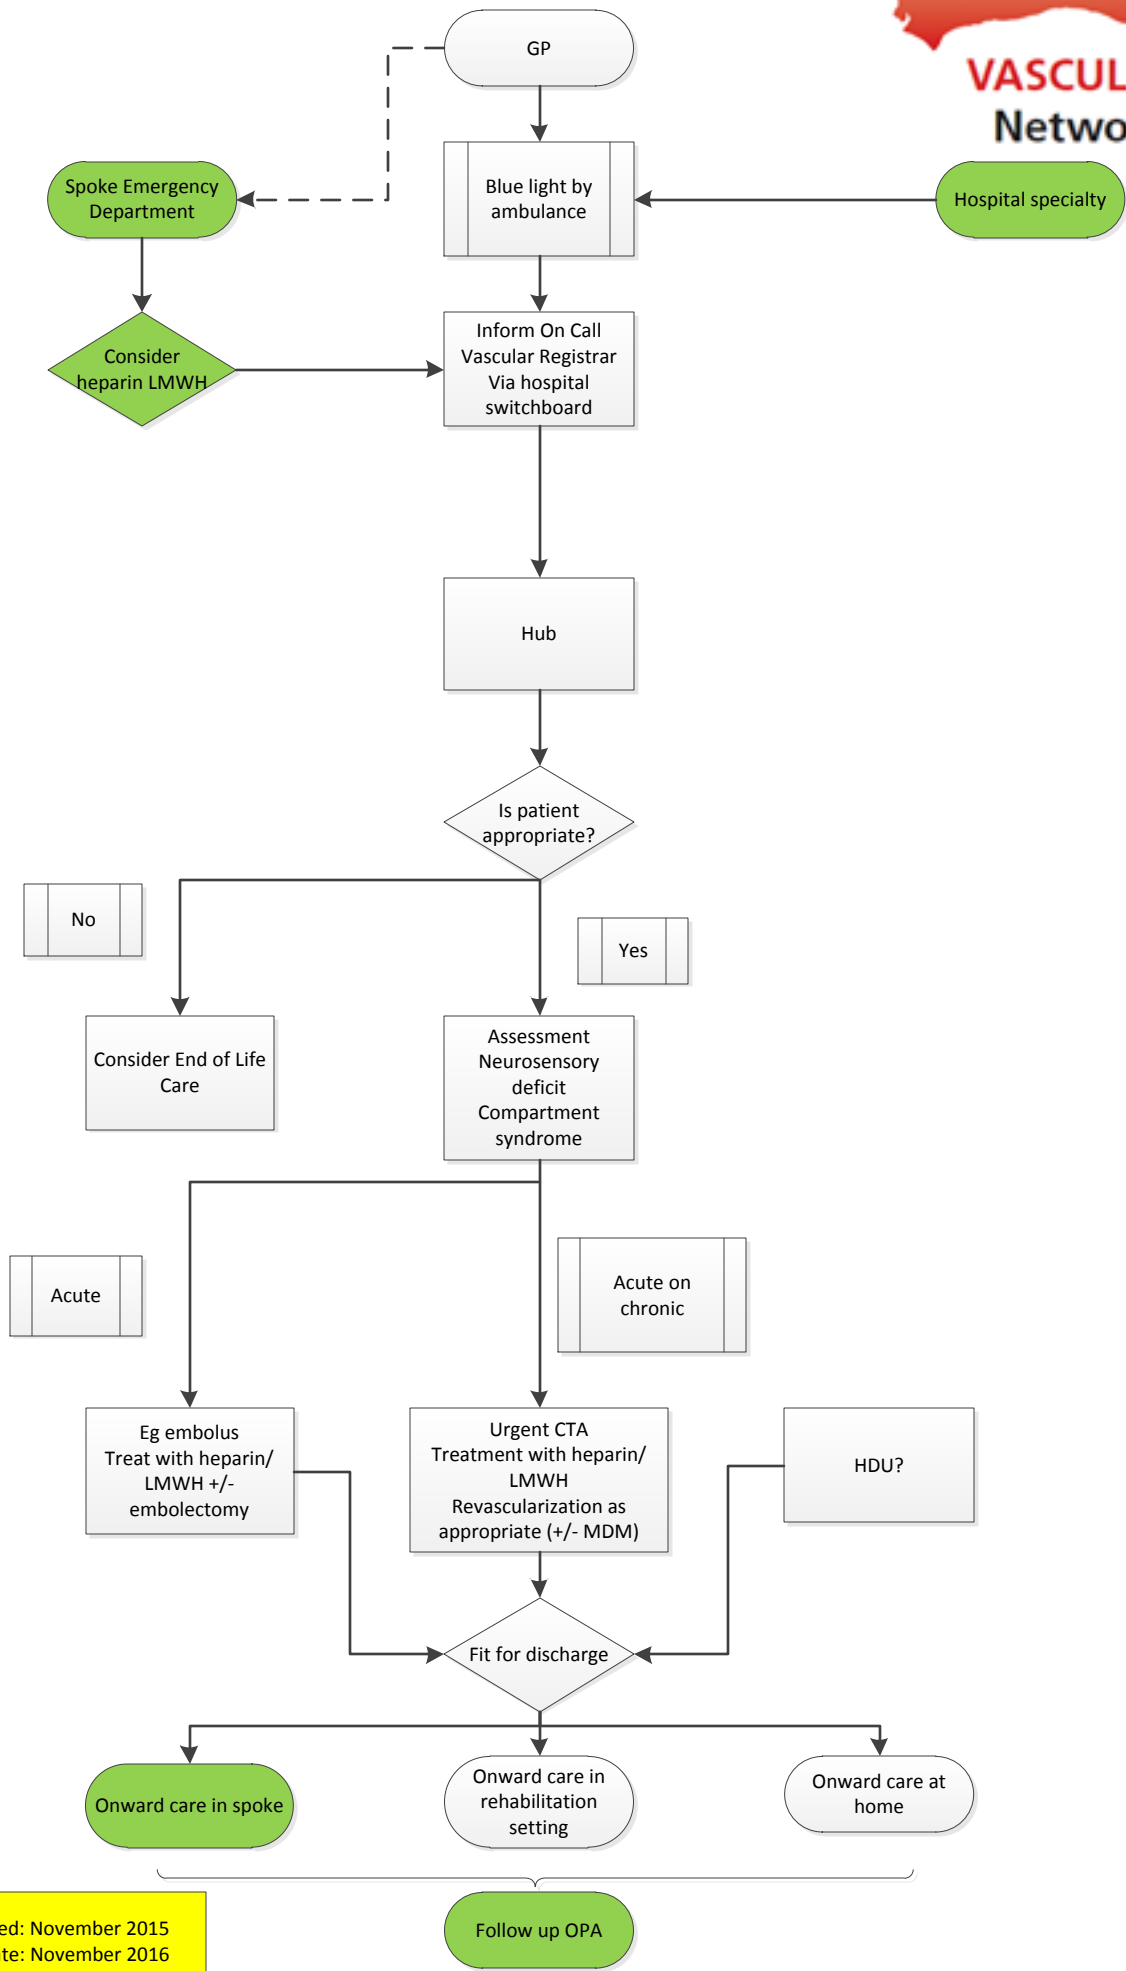 GP
VASCUL
Netwo
Spoke Emergency
Department
Blue light by
ambulance
Hospital specialty
Consider
heparin LMWH
Inform On Call
Vascular Registrar
Via hospital
switchboard
Hub
Is patient
appropriate?
No
Yes
Consider End of Life
Care
Assessment
Neurosensory
deficit
Compartment
syndrome
Acute
Acute on
chronic
Eg embolus
Treat with heparin/
LMWH +/-
embolectomy
Urgent CTA
Treatment with heparin/
LMWH
Revascularization as
appropriate (+/- MDM)
HDU?
Fit for discharge
Onward care in spoke
Onward care in
rehabilitation
setting
Onward care at
home
ed: November 2015
te: November 2016
Follow up OPA